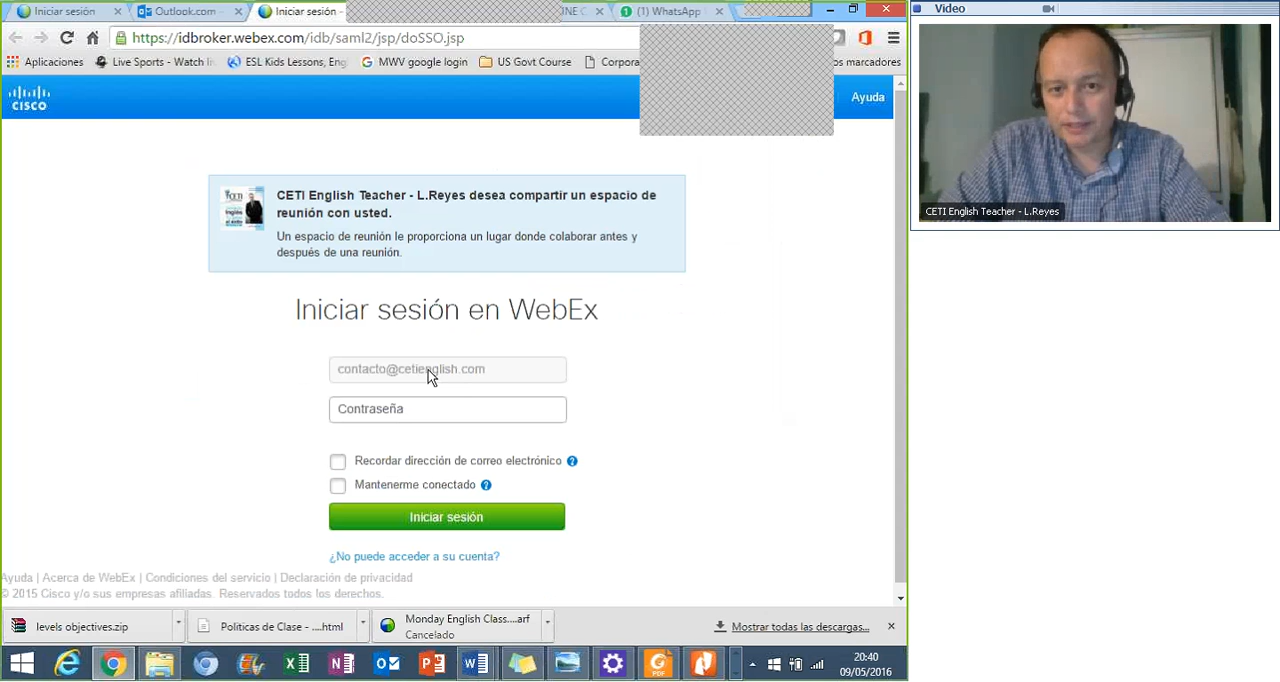 Iniciar sesión
Outlook.com
Iniciar sesión -
INE C
WhatsApp
https://idbroker.webex.com/idb/saml2/jsp/doSSO.jsp
Aplicaciones
Live Sports - Watch li
ESL Kids Lessons, Eng
MWV google login
US Govt Course
Corpora
os marcadores
CISCO
Ayuda
CETI English Teacher - L.Reyes desea compartir un espacio de
reunión con usted.
Un espacio de reunión le proporciona un lugar donde colaborar antes y
después de una reunión.
Iniciar sesión en WebEx
contacto@cetienglish.com
Contraseña
Recordar dirección de correo electrónico
Mantenerme conectado
Iniciar sesión
¿No puede acceder a su cuenta?
Ayuda | Acerca de WebEx | Condiciones del servicio | Declaración de privacidad
© 2015 Cisco y/o sus empresas afiliadas. Reservados todos los derechos.
levels objectives.zip
Políticas de Clase - ....html
Monday English Class....arf
Cancelado
Mostrar todas las descargas...
20:40
09/05/2016
Video
CETI English Teacher - L.Reyes